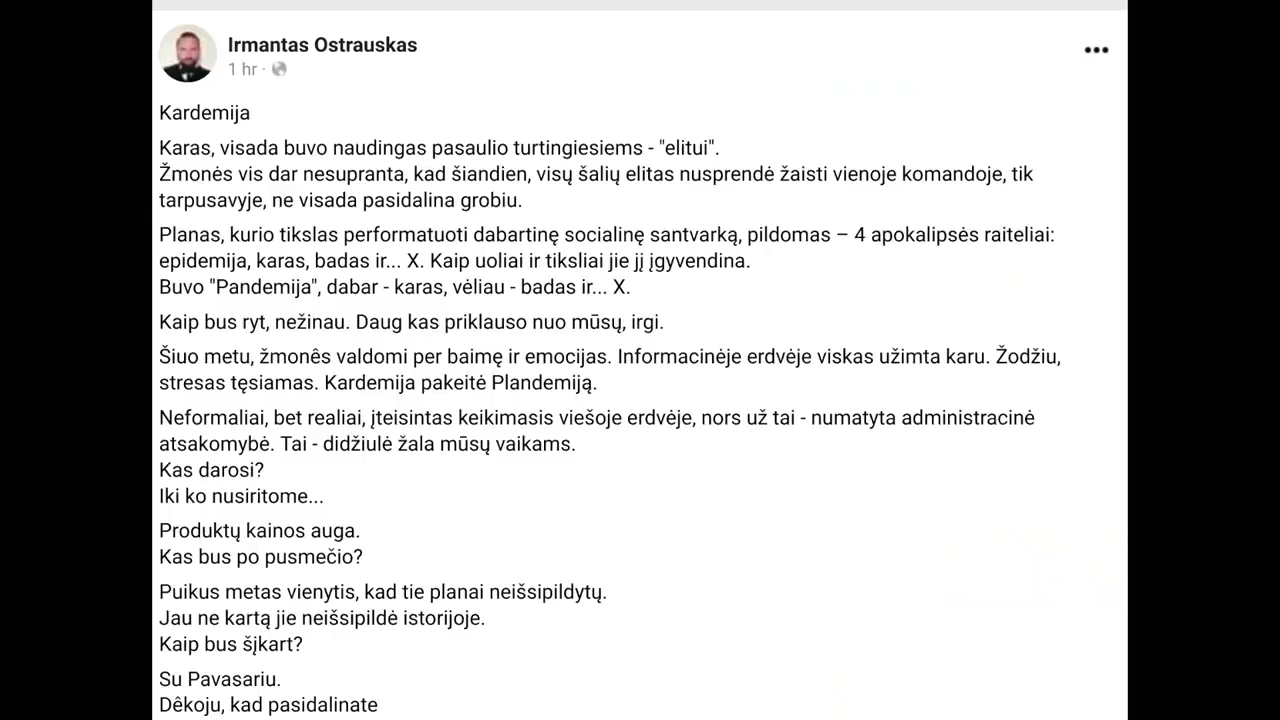 Irmantas Ostrauskas
1 hr ·
Kardemija
Karas, visada buvo naudingas pasaulio turtingiesiems - "elitui".
Žmonės vis dar nesupranta, kad šiandien, visų šalių elitas nusprendė žaisti vienoje komandoje, tik
tarpusavyje, ne visada pasidalina grobiu.
Planas, kurio tikslas performatuoti dabartinę socialinę santvarką, pildomas – 4 apokalipsės raiteliai:
epidemija, karas, badas ir... X. Kaip uoliai ir tiksliai jie jį įgyvendina.
Buvo "Pandemija", dabar - karas, vėliau - badas ir... X.
Kaip bus ryt, nežinau. Daug kas priklauso nuo mūsų, irgi.
Šiuo metu, žmonês valdomi per baimę ir emocijas. Informacinėje erdvėje viskas užimta karu. Žodžiu,
stresas tęsiamas. Kardemija pakeitė Plandemiją.
Neformaliai, bet realiai, įteisintas keikimasis viešoje erdvėje, nors už tai - numatyta administracinė
atsakomybė. Tai - didžiulė žala mūsų vaikams.
Kas darosi?
Iki ko nusiritome...
Produktų kainos auga.
Kas bus po pusmečio?
Puikus metas vienytis, kad tie planai neišsipildytų.
Jau ne kartą jie neišsipildė istorijoje.
Kaip bus šįkart?
Su Pavasariu.
Dêkoju, kad pasidalinate